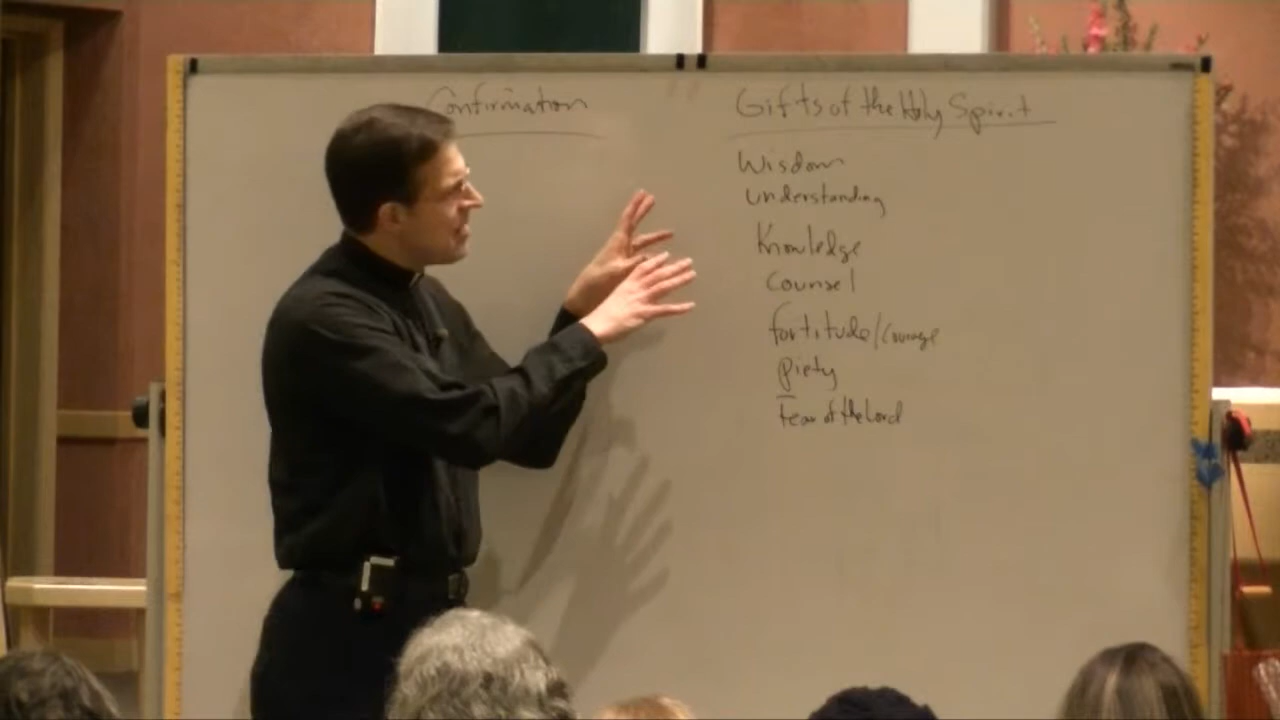 Confirmation
Gifts of the Holy Spirit
Wisdom
understanding
Knowledge
Counsel
fortitude/courage
piety
fear of the Lord